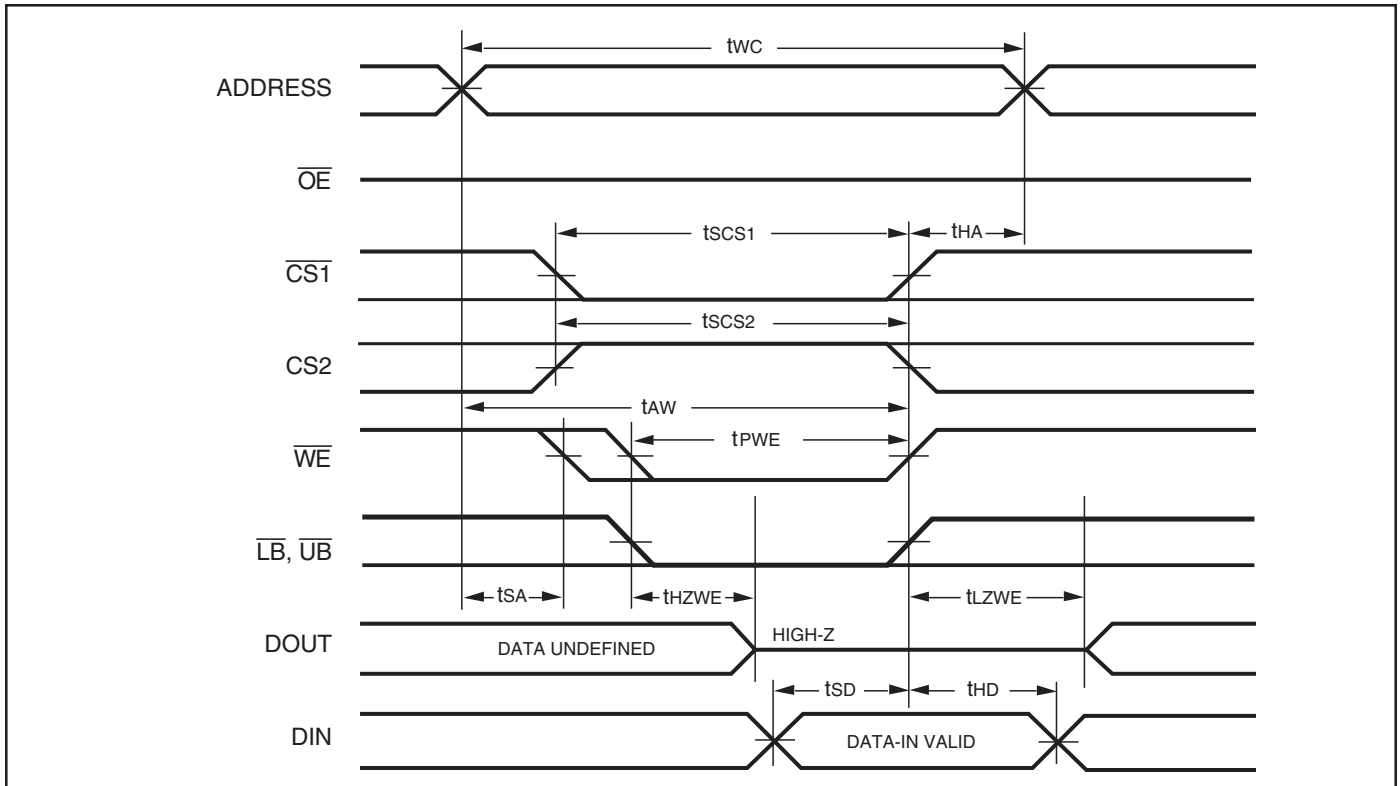 tWC
ADDRESS
OE
tSCS1
tHA
CS1
tSCS2
CS2
tAW
tPWE
WE
LB, UB
tSA
tHZWE
tLZWE
DOUT
DATA UNDEFINED
HIGH-Z
tSD
tHD
DIN
DATA-IN VALID